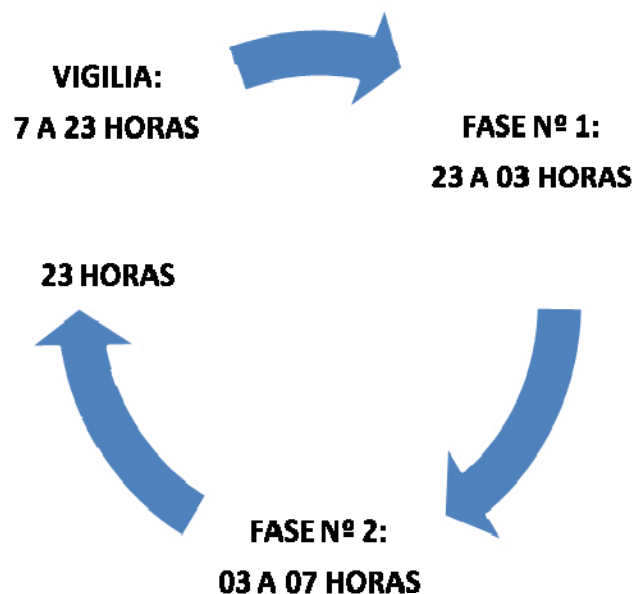 VIGILIA:
7 A 23 HORAS
FASE Nº 1:
23 A 03 HORAS
23 HORAS
FASE Nº 2:
03 A 07 HORAS